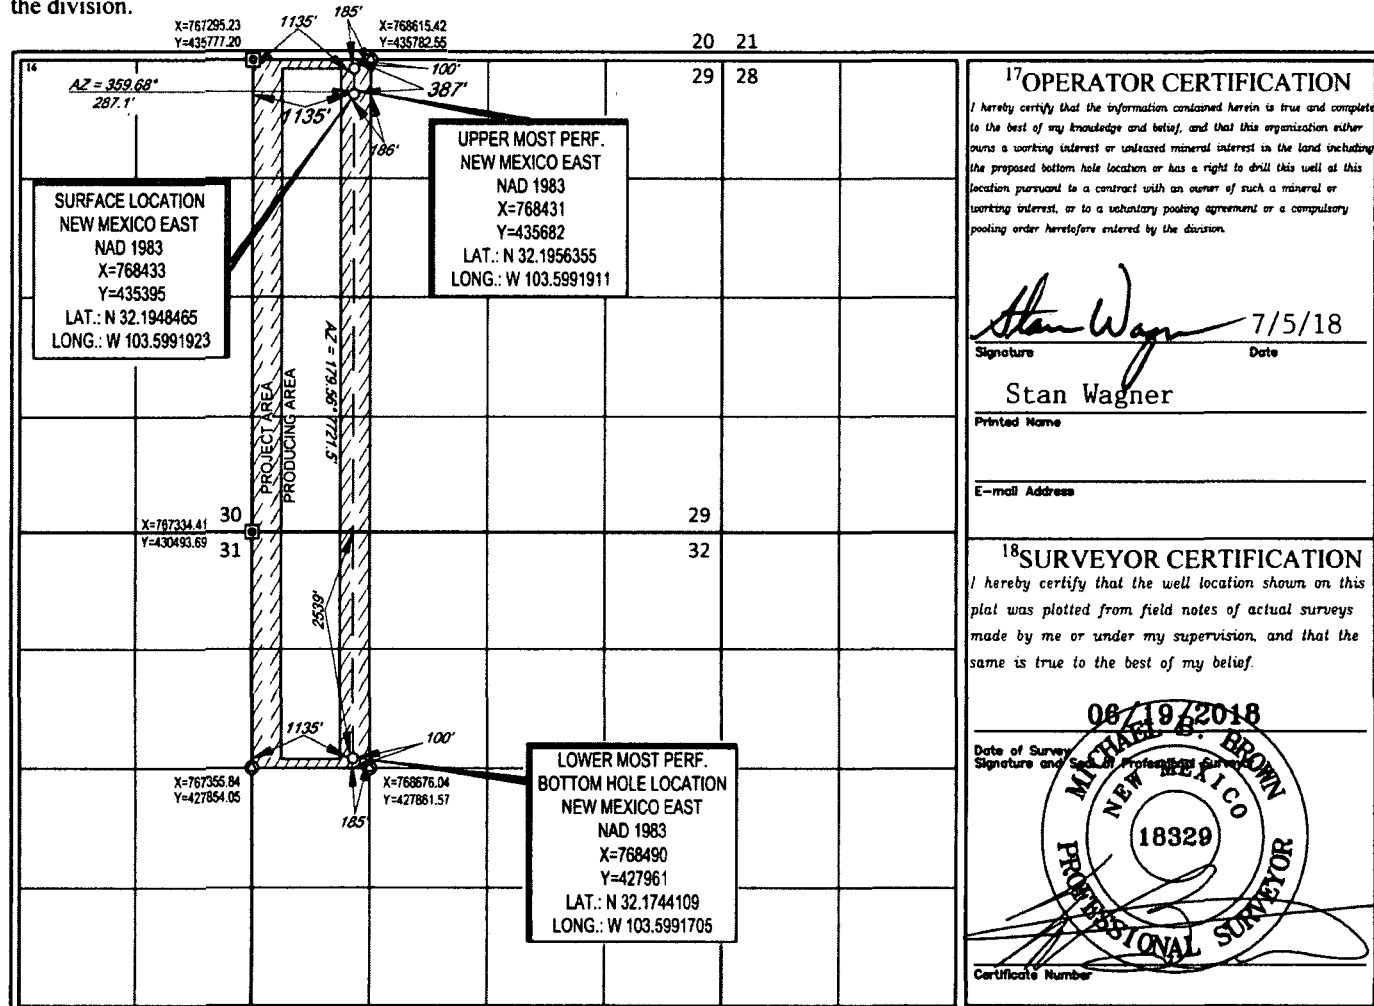 the division.
X=767295.23
Y=435777.20
1135'
185'
X=768615.42
Y=435782.55
20 21
29 28
16
AZ = 359.68°
287.1'
100'
387'
1135'
186'
SURFACE LOCATION
NEW MEXICO EAST
NAD 1983
X=768433
Y=435395
LAT.: N 32.1948465
LONG.: W 103.5991923
UPPER MOST PERF.
NEW MEXICO EAST
NAD 1983
X=768431
Y=435682
LAT.: N 32.1956355
LONG.: W 103.5991911
PROJECT AREA
PRODUCING AREA
AZ = 179.56° 7721.5'
X=767334.41
Y=430493.69
30
31
29
32
2539'
1135'
100'
185'
X=767355.84
Y=427854.05
X=768676.04
Y=427861.57
LOWER MOST PERF.
BOTTOM HOLE LOCATION
NEW MEXICO EAST
NAD 1983
X=768490
Y=427961
LAT.: N 32.1744109
LONG.: W 103.5991705
17 OPERATOR CERTIFICATION
I hereby certify that the information contained herein is true and complete
to the best of my knowledge and belief, and that this organization either
owns a working interest or unleased mineral interest in the land including
the proposed bottom hole location or has a right to drill this well at this
location pursuant to a contract with an owner of such a mineral or
working interest, or to a voluntary pooling agreement or a compulsory
pooling order heretofore entered by the division.
Stan Wagner
7/5/18
Signature Date
Stan Wagner
Printed Name
E-mail Address
18 SURVEYOR CERTIFICATION
I hereby certify that the well location shown on this
plat was plotted from field notes of actual surveys
made by me or under my supervision, and that the
same is true to the best of my belief.
06/19/2018
Date of Survey
Signature and Seal of Professional Surveyor
MICHAEL B. BROWN
NEW MEXICO
18329
PROFESSIONAL SURVEYOR
Certificate Number